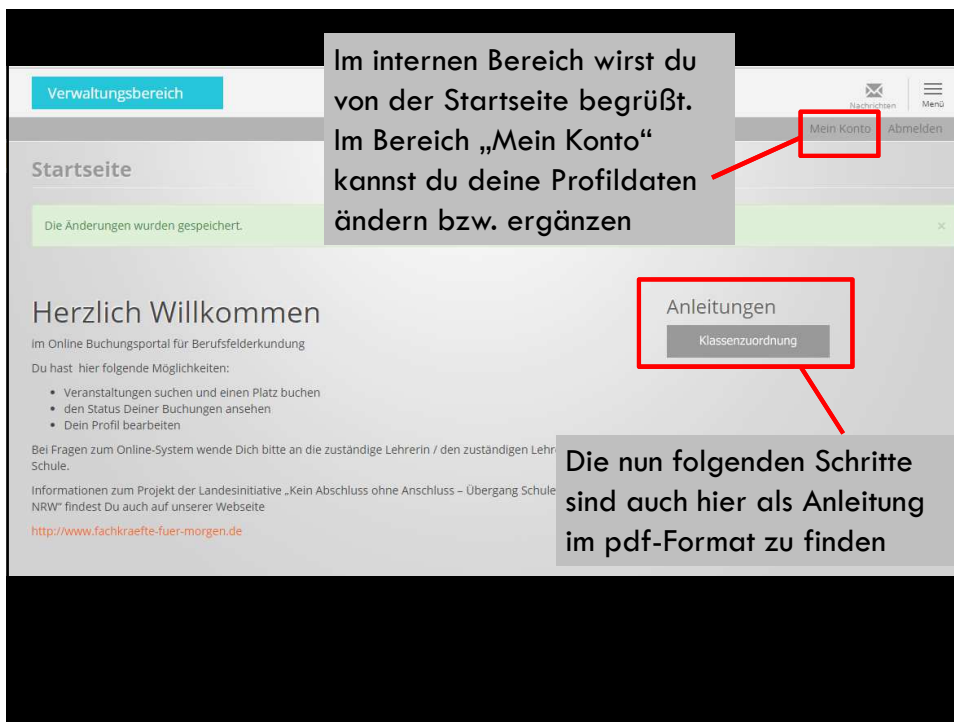 Im internen Bereich wirst du
von der Startseite begrüßt.
Im Bereich „Mein Konto“
kannst du deine Profildaten
ändern bzw. ergänzen
Verwaltungsbereich
Nachrichten
Menü
Mein Konto
Abmelden
Startseite
Die Änderungen wurden gespeichert.
×
Herzlich Willkommen
im Online Buchungsportal für Berufsfelderkundung
Du hast hier folgende Möglichkeiten:
• Veranstaltungen suchen und einen Platz buchen
• den Status Deiner Buchungen ansehen
• Dein Profil bearbeiten
Bei Fragen zum Online-System wende Dich bitte an die zuständige Lehrerin / den zuständigen
Schule.
Informationen zum Projekt der Landesinitiative „Kein Abschluss ohne Anschluss – Übergang Schule
NRW“ findest Du auch auf unserer Webseite
http://www.fachkraefte-fuer-morgen.de
Anleitungen
Klassenzuordnung
Die nun folgenden Schritte
sind auch hier als Anleitung
im pdf-Format zu finden